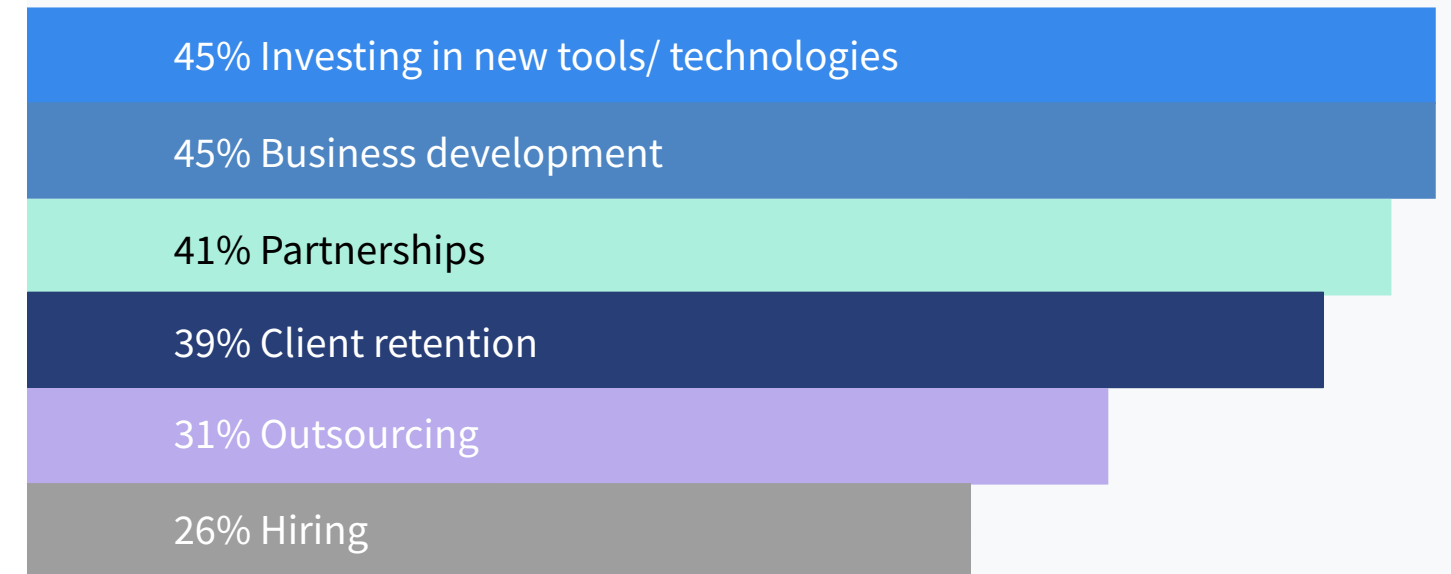 45% Investing in new tools/ technologies
45% Business development
41% Partnerships
39% Client retention
31% Outsourcing
26% Hiring